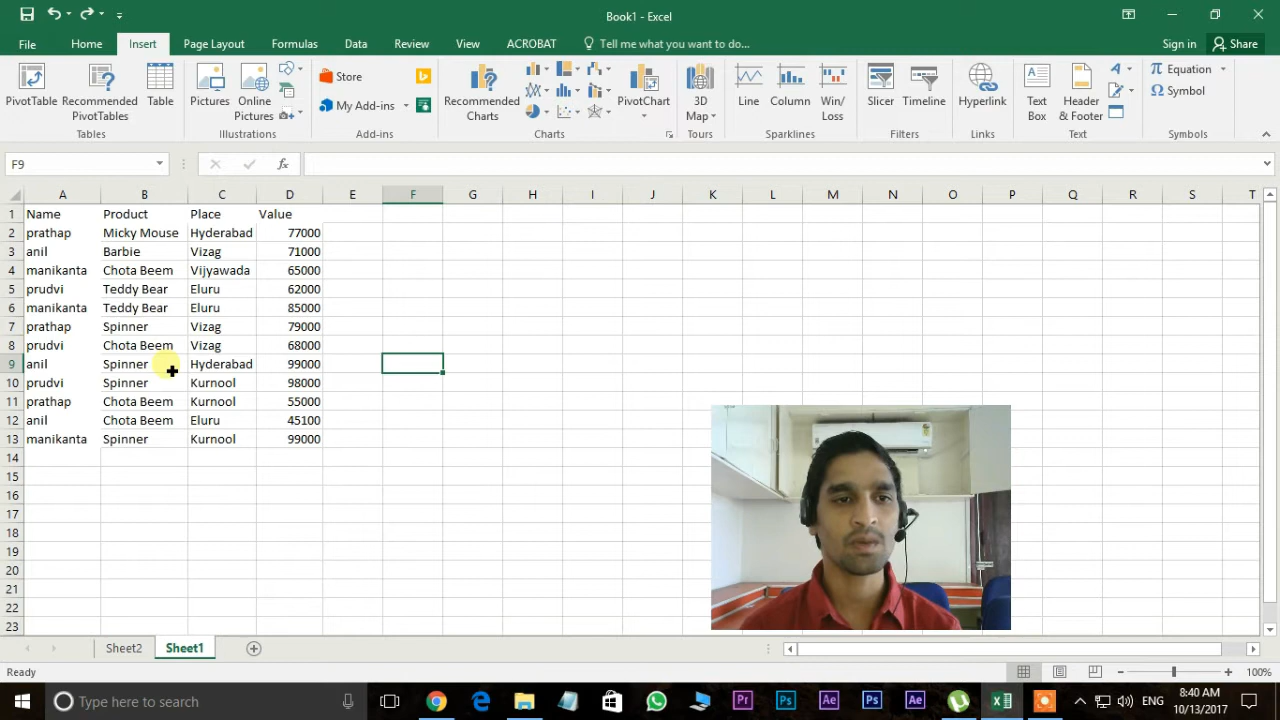 Book1 - Excel
File Home Insert Page Layout Formulas Data Review View ACROBAT Tell me what you want to do... Sign in Share
PivotTable Recommended PivotTables Table Pictures Online Pictures Store My Add-ins Recommended Charts PivotChart 3D Map Line Column Win/Loss Slicer Timeline Hyperlink Text Box Header & Footer Equation Symbol
Tables Illustrations Add-ins Charts Tours Sparklines Filters Links Text Symbols
F9 fx
A B C D E F G H I J K L M N O P Q R S T
1 Name Product Place Value
2 prathap Micky Mouse Hyderabad 77000
3 anil Barbie Vizag 71000
4 manikanta Chota Beem Vijyawada 65000
5 prudvi Teddy Bear Eluru 62000
6 manikanta Teddy Bear Eluru 85000
7 prathap Spinner Vizag 79000
8 prudvi Chota Beem Vizag 68000
9 anil Spinner Hyderabad 99000
10 prudvi Spinner Kurnool 98000
11 prathap Chota Beem Kurnool 55000
12 anil Chota Beem Eluru 45100
13 manikanta Spinner Kurnool 99000
14
15
16
17
18
19
20
21
22
23
Sheet2 Sheet1
Ready 100%
Type here to search Pr Ps Ae Ps Ae ENG 8:40 AM
10/13/2017